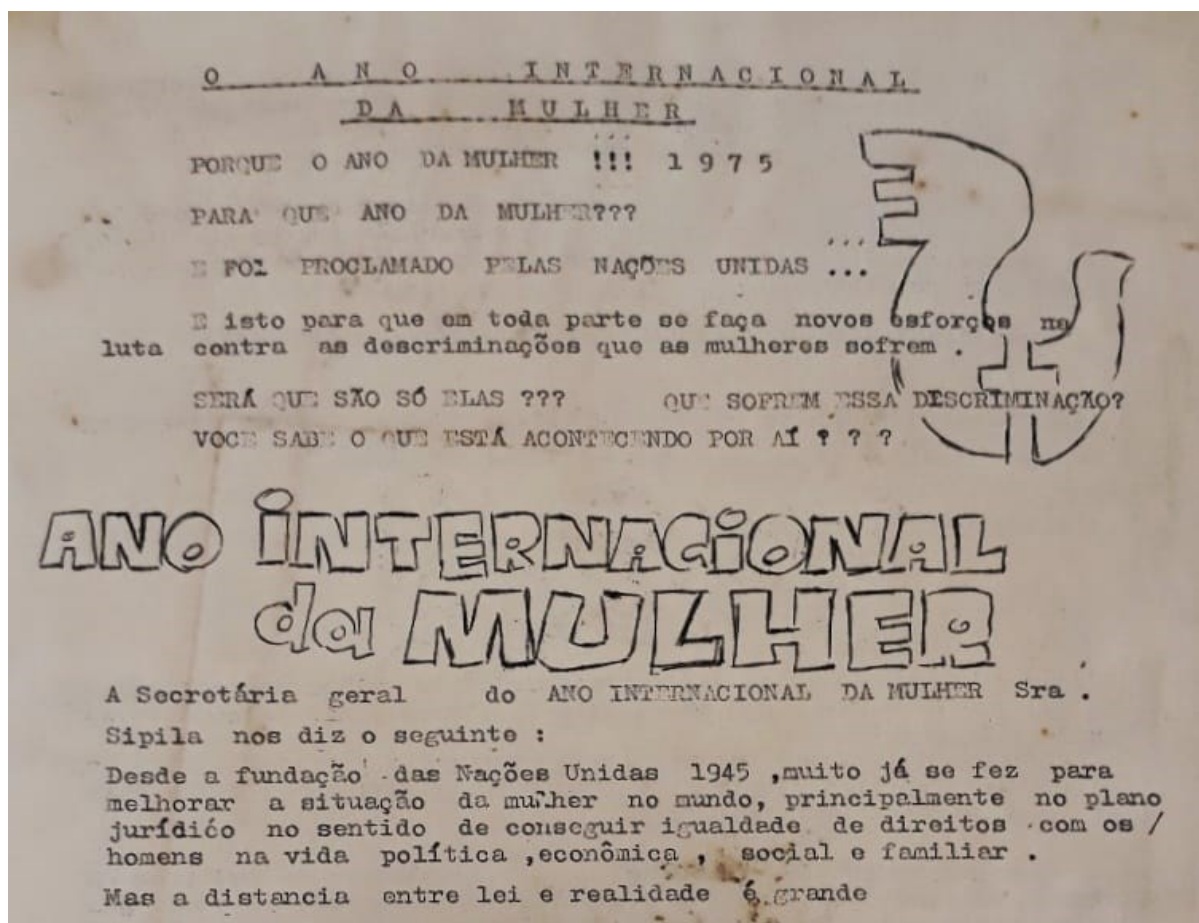 O ANO INTERNACIONAL
DA MULHER
PORQUE O ANO DA MULHER !!! 1 9 7 5
PARA QUE ANO DA MULHER???
E FOI PROCLAMADO PELAS NAÇÕES UNIDAS ...
E isto para que em toda parte se faça novos esforços na
luta contra as descriminações que as mulheres sofrem .
SERÁ QUE SÃO SÓ ELAS ??? QUE SOFREM ESSA DESCRIMINAÇÃO?
VOCE SABE O QUE ESTÁ ACONTECENDO POR AÍ ? ? ?
ANO INTERNACIONAL
da MULHER
A Secretária geral do ANO INTERNACIONAL DA MULHER Sra .
Sipila nos diz o seguinte :
Desde a fundação das Nações Unidas 1945 ,muito já se fez para
melhorar a situação da mulher no mundo, principalmente no plano
jurídico no sentido de conseguir igualdade de direitos com os /
homens na vida política ,econômica , social e familiar .
Mas a distancia entre lei e realidade é grande